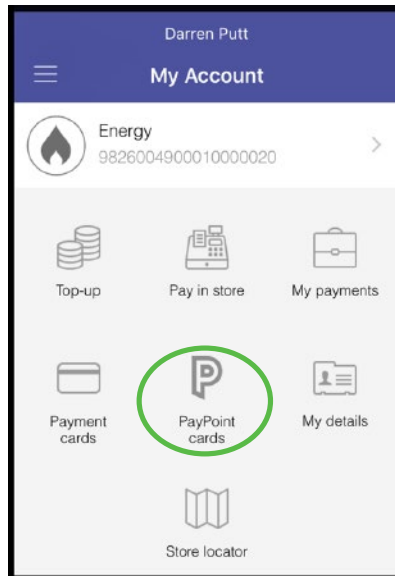 Darren Putt
My Account
Energy
9826004900010000020
Top-up
Pay in store
My payments
Payment
cards
PayPoint
cards
My details
Store locator